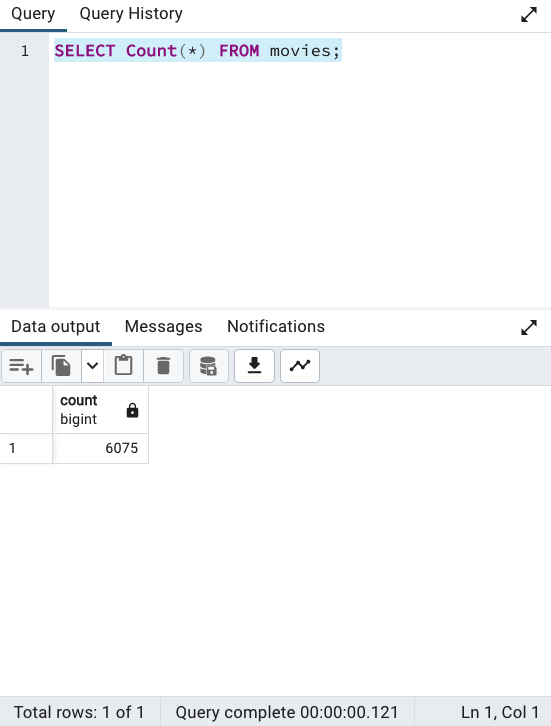 Query Query History
1 SELECT Count(*) FROM movies;
Data output Messages Notifications
count
bigint
1 6075
Total rows: 1 of 1 Query complete 00:00:00.121 Ln 1, Col 1